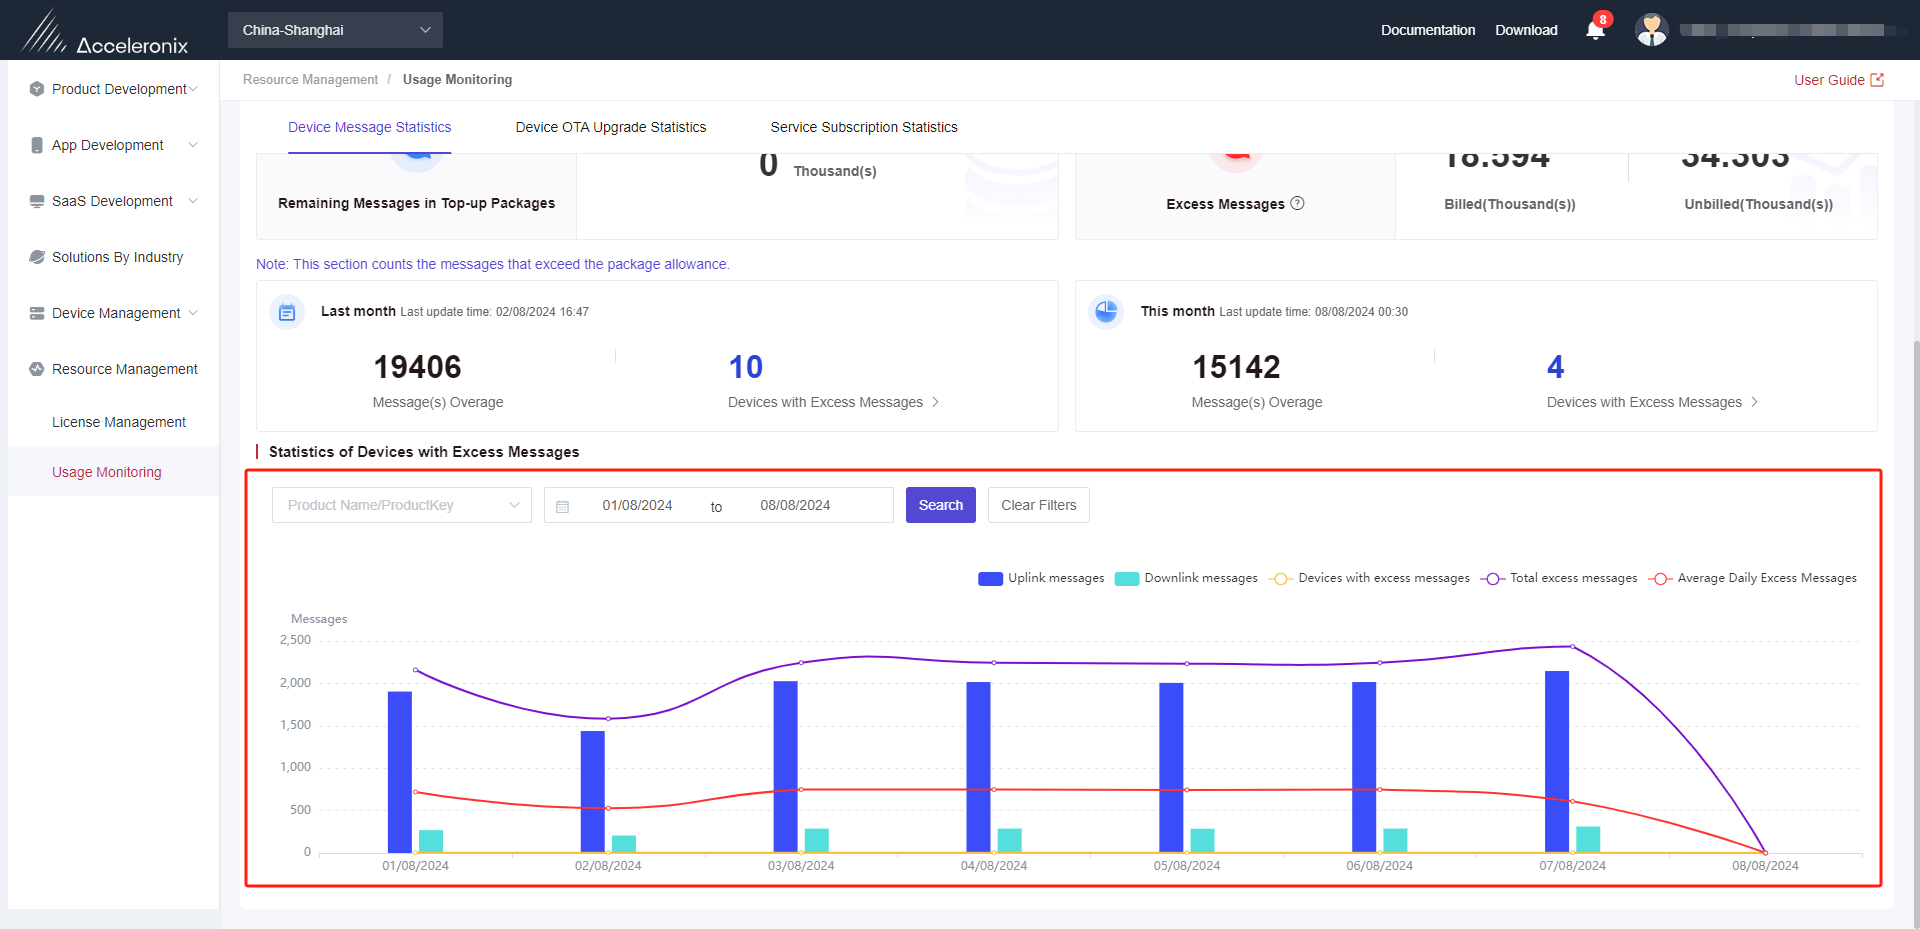 Acceleronix
China-Shanghai
Documentation
Download
8
Product Development
App Development
SaaS Development
Solutions By Industry
Device Management
Resource Management
License Management
Usage Monitoring
Resource Management / Usage Monitoring
User Guide
Device Message Statistics
Device OTA Upgrade Statistics
Service Subscription Statistics
0 Thousand(s)
Remaining Messages in Top-up Packages
18.594
34.303
Excess Messages ?
Billed(Thousand(s))
Unbilled(Thousand(s))
Note: This section counts the messages that exceed the package allowance.
Last month Last update time: 02/08/2024 16:47
19406
Message(s) Overage
10
Devices with Excess Messages >
This month Last update time: 08/08/2024 00:30
15142
Message(s) Overage
4
Devices with Excess Messages >
Statistics of Devices with Excess Messages
Product Name/ProductKey
01/08/2024 to 08/08/2024
Search
Clear Filters
Uplink messages
Downlink messages
Devices with excess messages
Total excess messages
Average Daily Excess Messages
Messages
2,500
2,000
1,500
1,000
500
0
01/08/2024
02/08/2024
03/08/2024
04/08/2024
05/08/2024
06/08/2024
07/08/2024
08/08/2024